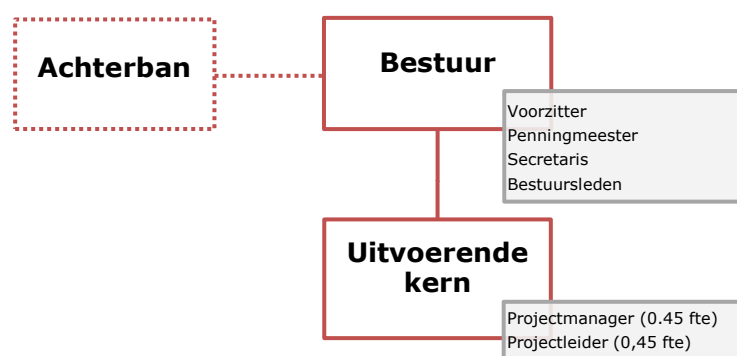 Achterban
Bestuur
Voorzitter
Penningmeester
Secretaris
Bestuursleden
Uitvoerende
kern
Projectmanager (0.45 fte)
Projectleider (0,45 fte)